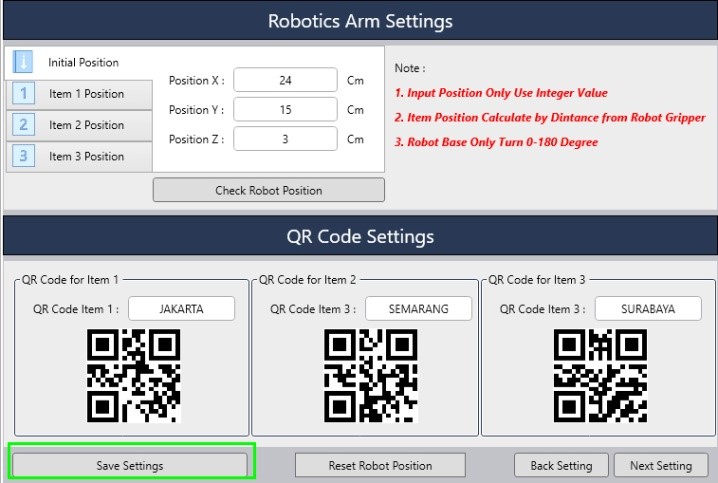 Robotics Arm Settings
Initial Position
1 Item 1 Position
2 Item 2 Position
3 Item 3 Position
Position X : 24 Cm
Position Y : 15 Cm
Position Z : 3 Cm
Check Robot Position
Note :
1. Input Position Only Use Integer Value
2. Item Position Calculate by Dintance from Robot Gripper
3. Robot Base Only Turn 0-180 Degree
QR Code Settings
QR Code for Item 1
QR Code Item 1 : JAKARTA
QR Code for Item 2
QR Code Item 3 : SEMARANG
QR Code for Item 3
QR Code Item 3 : SURABAYA
Save Settings
Reset Robot Position
Back Setting
Next Setting